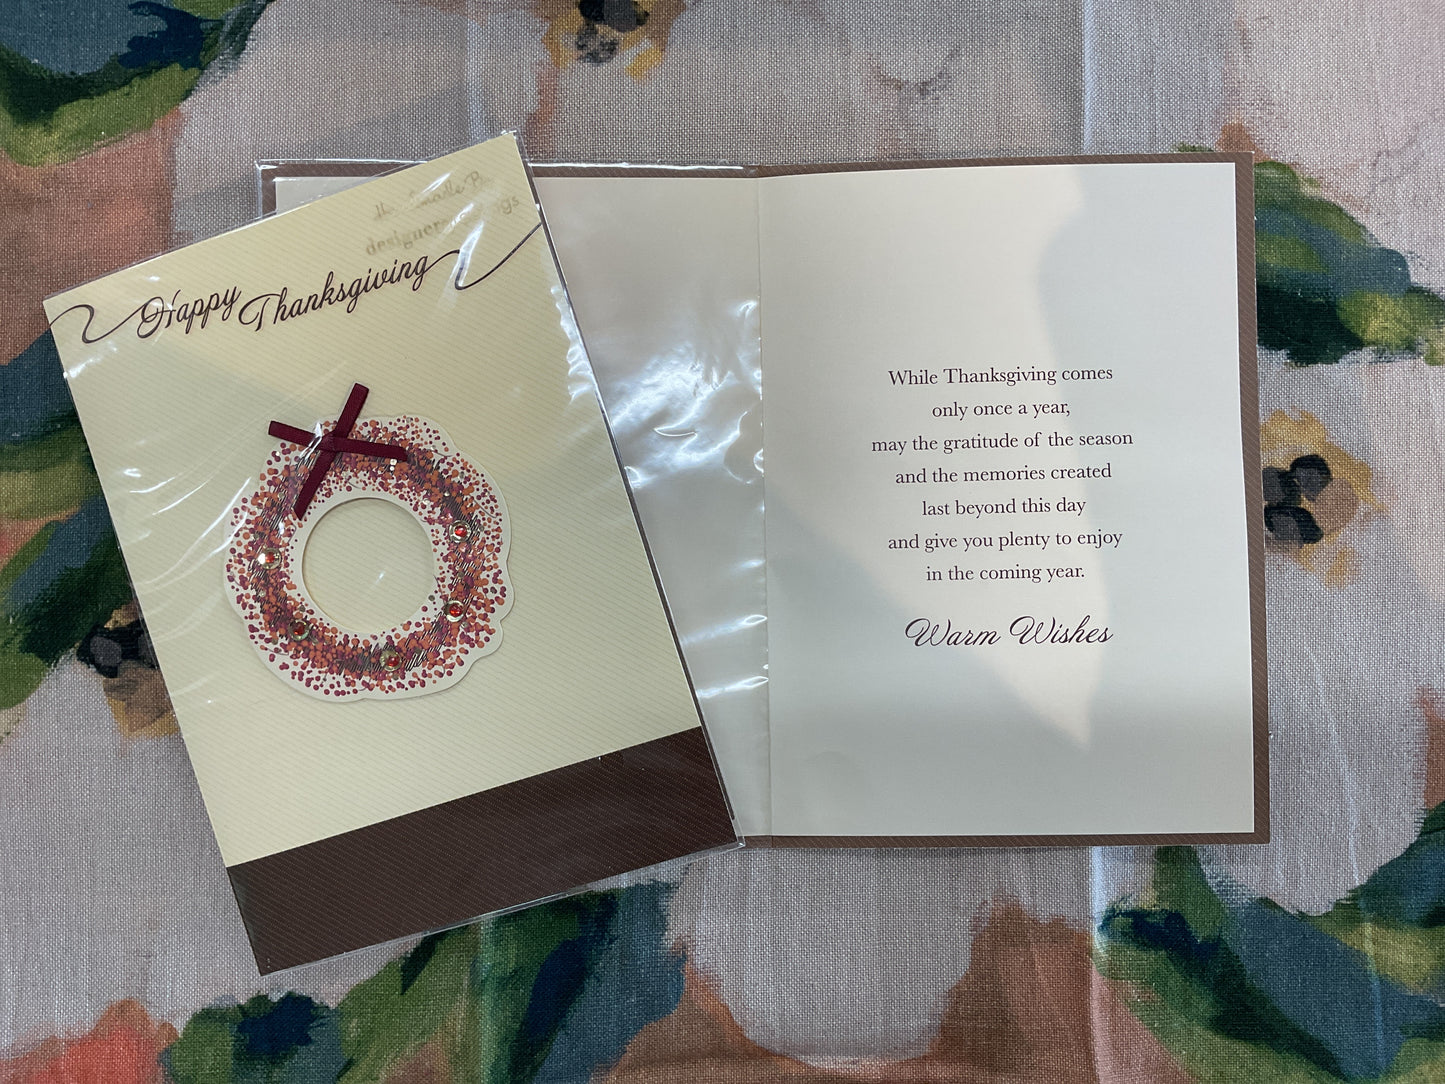 designer
Happy Thanksgiving
While Thanksgiving comes
only once a year,
may the gratitude of the season
and the memories created
last beyond this day
and give you plenty to enjoy
in the coming year.
Warm Wishes